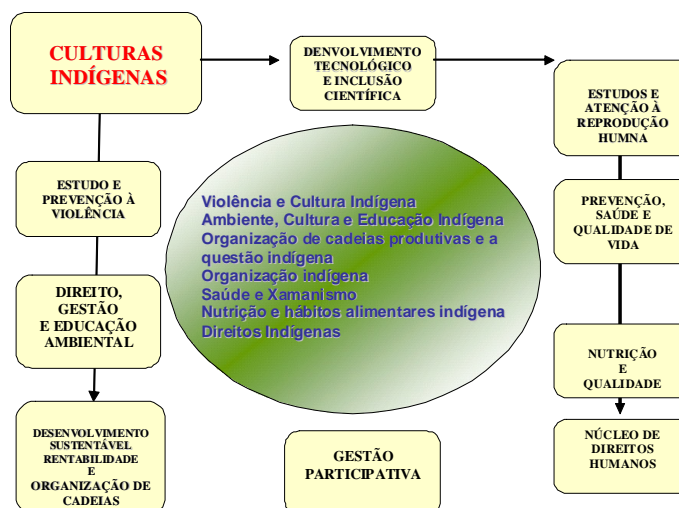 CULTURAS
INDÍGENAS
DENVOLVIMENTO
TECNOLÓGICO
E INCLUSÃO
CIENTÍFICA
ESTUDOS E
ATENÇÃO À
REPRODUÇÃO
HUMNA
ESTUDO E
PREVENÇÃO À
VIOLÊNCIA
PREVENÇÃO,
SAÚDE E
QUALIDADE DE
VIDA
Violência e Cultura Indígena
Ambiente, Cultura e Educação Indígena
Organização de cadeias produtivas e a
questão indígena
Organização indígena
Saúde e Xamanismo
Nutrição e hábitos alimentares indígena
Direitos Indígenas
DIREITO,
GESTÃO
E EDUCAÇÃO
AMBIENTAL
NUTRIÇÃO
E
QUALIDADE
DESENVOLVIMENTO
SUSTENTÁVEL
RENTABILIDADE
E
ORGANIZAÇÃO DE
CADEIAS
GESTÃO
PARTICIPATIVA
NÚCLEO DE
DIREITOS
HUMANOS